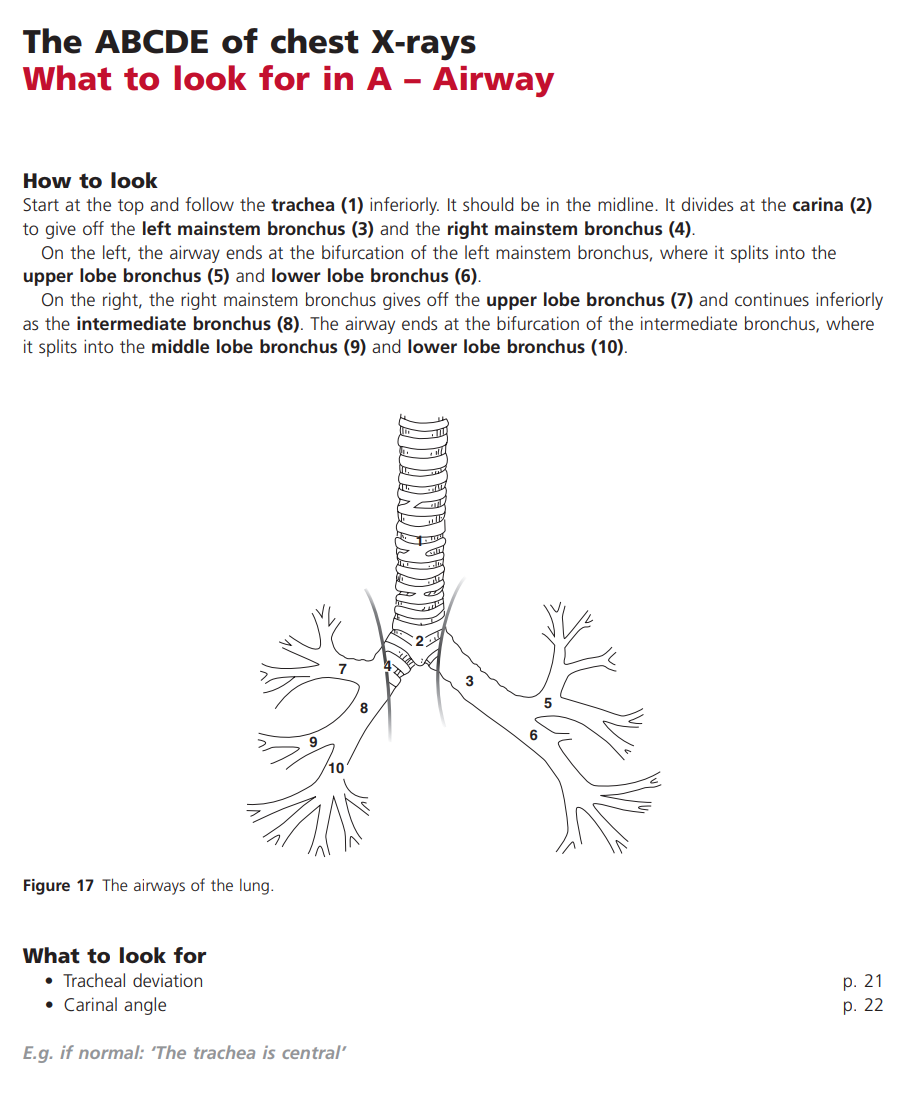 The ABCDE of chest X-rays
What to look for in A – Airway
How to look
Start at the top and follow the trachea (1) inferiorly. It should be in the midline. It divides at the carina (2)
to give off the left mainstem bronchus (3) and the right mainstem bronchus (4).
On the left, the airway ends at the bifurcation of the left mainstem bronchus, where it splits into the
upper lobe bronchus (5) and lower lobe bronchus (6).
On the right, the right mainstem bronchus gives off the upper lobe bronchus (7) and continues inferiorly
as the intermediate bronchus (8). The airway ends at the bifurcation of the intermediate bronchus, where
it splits into the middle lobe bronchus (9) and lower lobe bronchus (10).
1
2
4
7
3
8
5
6
9
10
Figure 17 The airways of the lung.
What to look for
• Tracheal deviation p. 21
• Carinal angle p. 22
E.g. if normal: ‘The trachea is central’